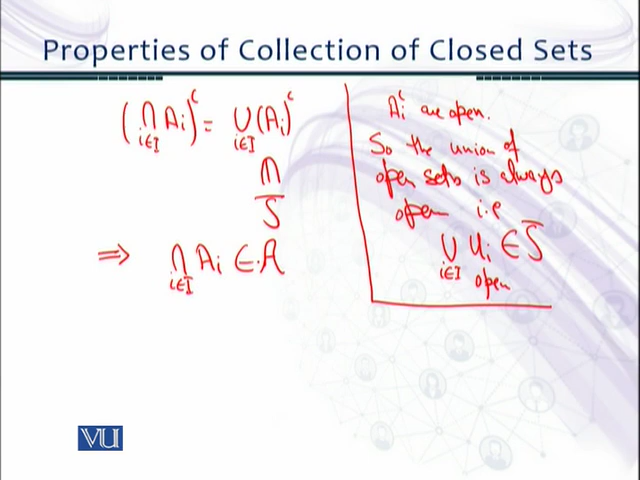 Properties of Collection of Closed Sets
(⋂ Aᵢ)ᶜ = ⋃ (Aᵢ)ᶜ
i∈I i∈I
⋂
J
⇒ ⋂ Aᵢ ∈ A
i∈I
Aᵢᶜ are open.
So the union of
open sets is always
open i.e
⋃ Uᵢ ∈ J
i∈I open
VU